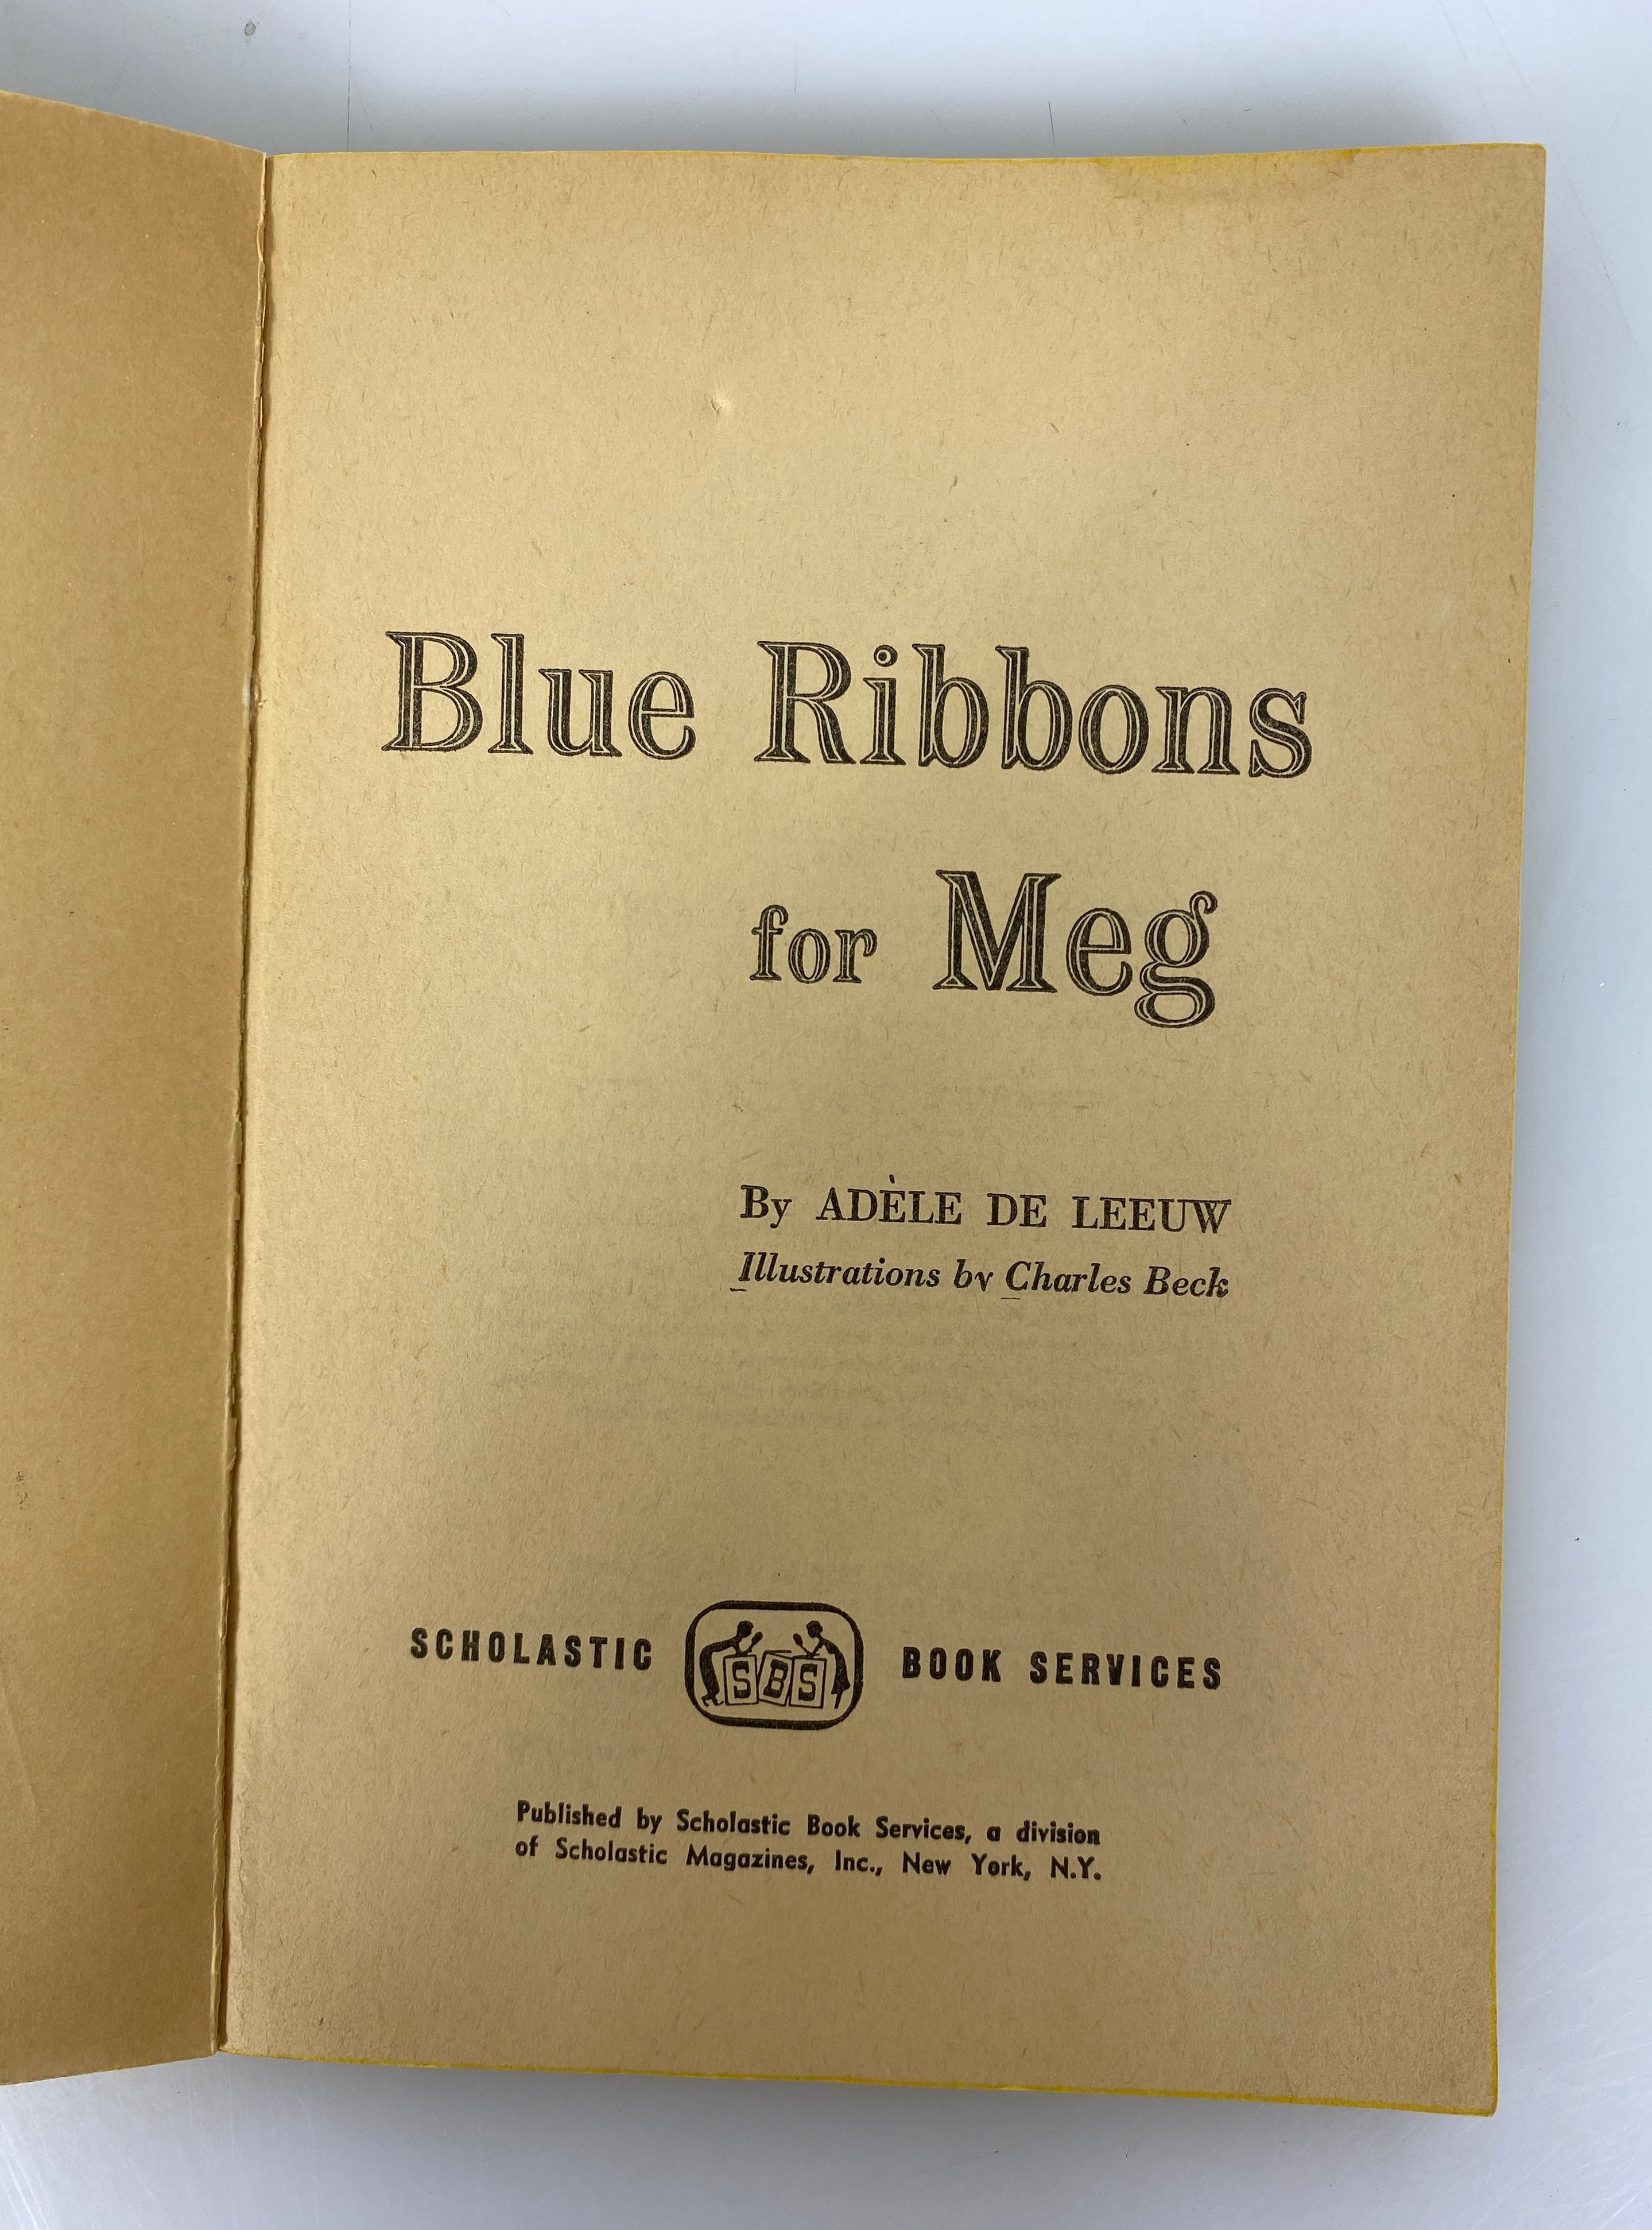 Blue Ribbons
for Meg
By ADÈLE DE LEEUW
Illustrations by Charles Beck
SCHOLASTIC SBS BOOK SERVICES
Published by Scholastic Book Services, a division
of Scholastic Magazines, Inc., New York, N.Y.